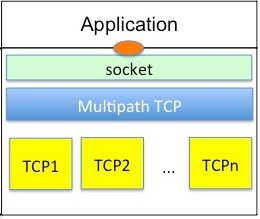 Application
socket
Multipath TCP
TCP1 TCP2 ... TCPn